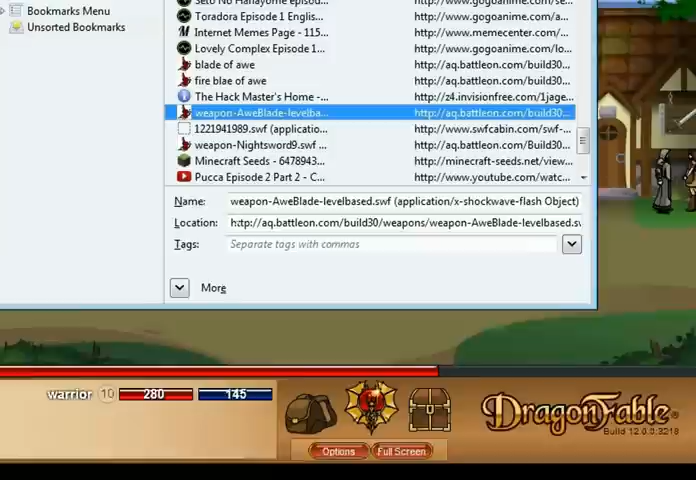 Bookmarks Menu
Unsorted Bookmarks
Seto No Hanayome episod...
Toradora Episode 1 Englis... http://www.gogoanime.com/a...
Internet Memes Page - 115... http://www.memecenter.com/...
Lovely Complex Episode 1... http://www.gogoanime.com/lo...
blade of awe http://aq.battleon.com/build30...
fire blae of awe http://aq.battleon.com/build30...
The Hack Master's Home - ... http://z4.invisionfree.com/1jage...
weapon-AweBlade-levelba... http://aq.battleon.com/build30...
1221941989.swf (applicatio... http://www.swfcabin.com/swf-...
weapon-Nightsword9.swf ... http://aq.battleon.com/Build30...
Minecraft Seeds - 6478943... http://minecraft-seeds.net/view...
Pucca Episode 2 Part 2 - C... http://www.youtube.com/watc...
Name: weapon-AweBlade-levelbased.swf (application/x-shockwave-flash Object)
Location: http://aq.battleon.com/build30/weapons/weapon-AweBlade-levelbased.sw
Tags: Separate tags with commas
More
warrior 10 280 145
DragonFable
Build 12.0.0:3218
Options Full Screen